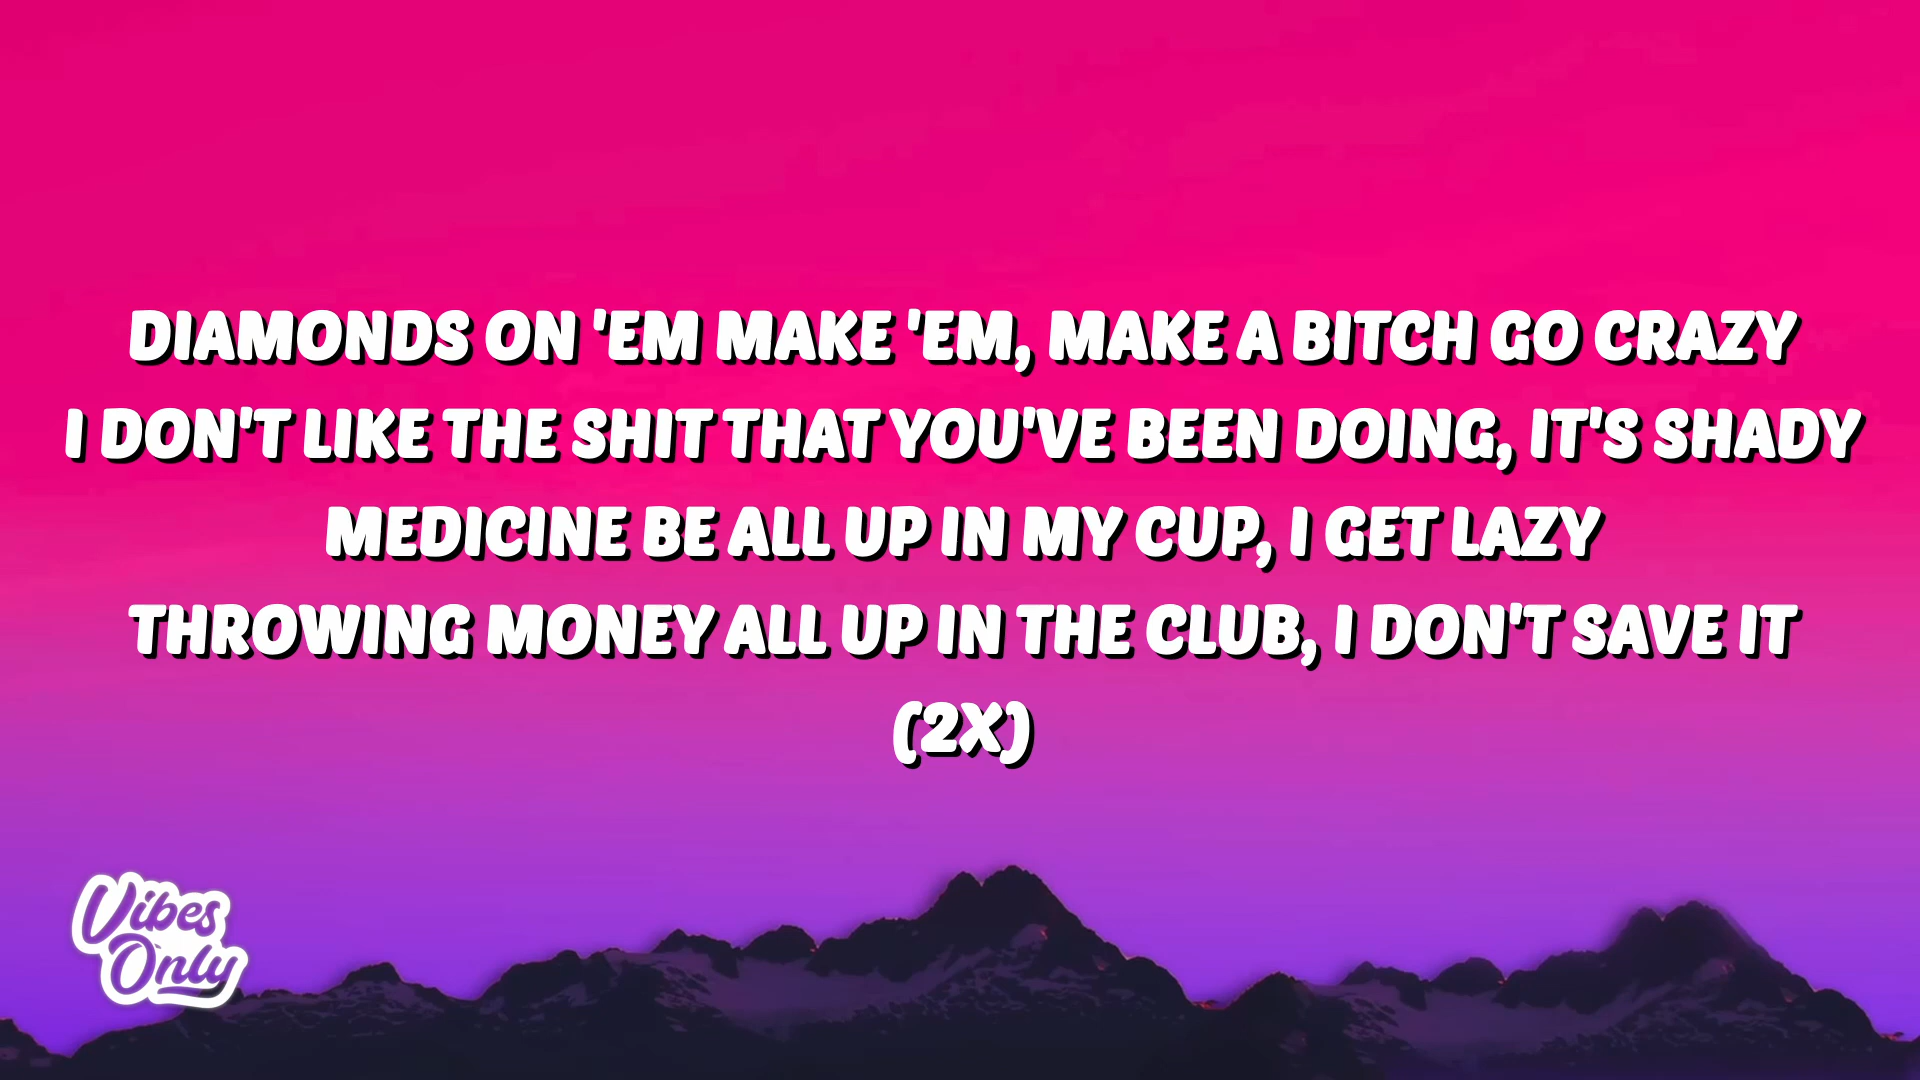 DIAMONDS ON 'EM MAKE 'EM, MAKE A BITCH GO CRAZY
I DON'T LIKE THE SHIT THAT YOU'VE BEEN DOING, IT'S SHADY
MEDICINE BE ALL UP IN MY CUP, I GET LAZY
THROWING MONEY ALL UP IN THE CLUB, I DON'T SAVE IT
(2X)
Vibes
Only